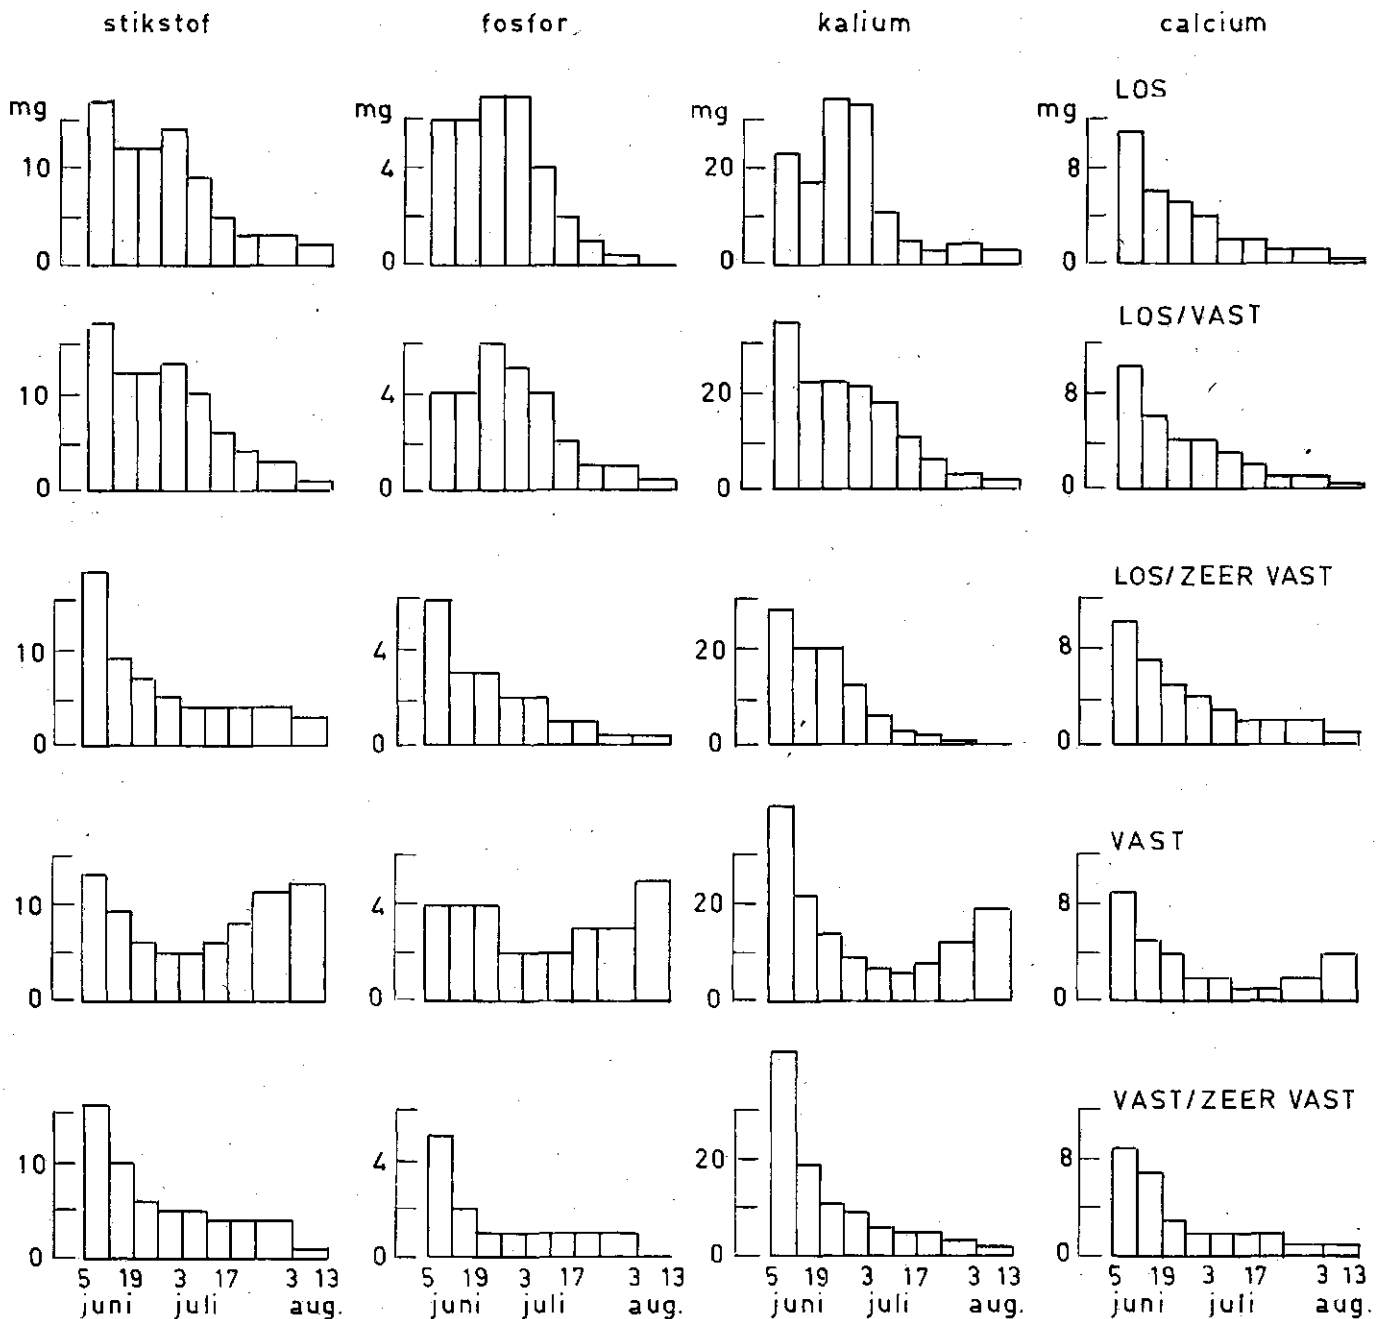 stikstof fosfor kalium calcium
LOS
mg mg mg mg
10 4 20 8
0 0 0 0
LOS/VAST
10 4 20 8
0 0 0 0
LOS/ZEER VAST
10 4 20 8
0 0 0 0
VAST
10 4 20 8
0 0 0 0
VAST/ZEER VAST
10 4 20 8
0 0 0 0
5 19 3 17 3 13 5 19 3 17 3 13 5 19 3 17 3 13 5 19 3 17 3 13
juni juli aug. juni juli aug. juni juli aug. juni juli aug.